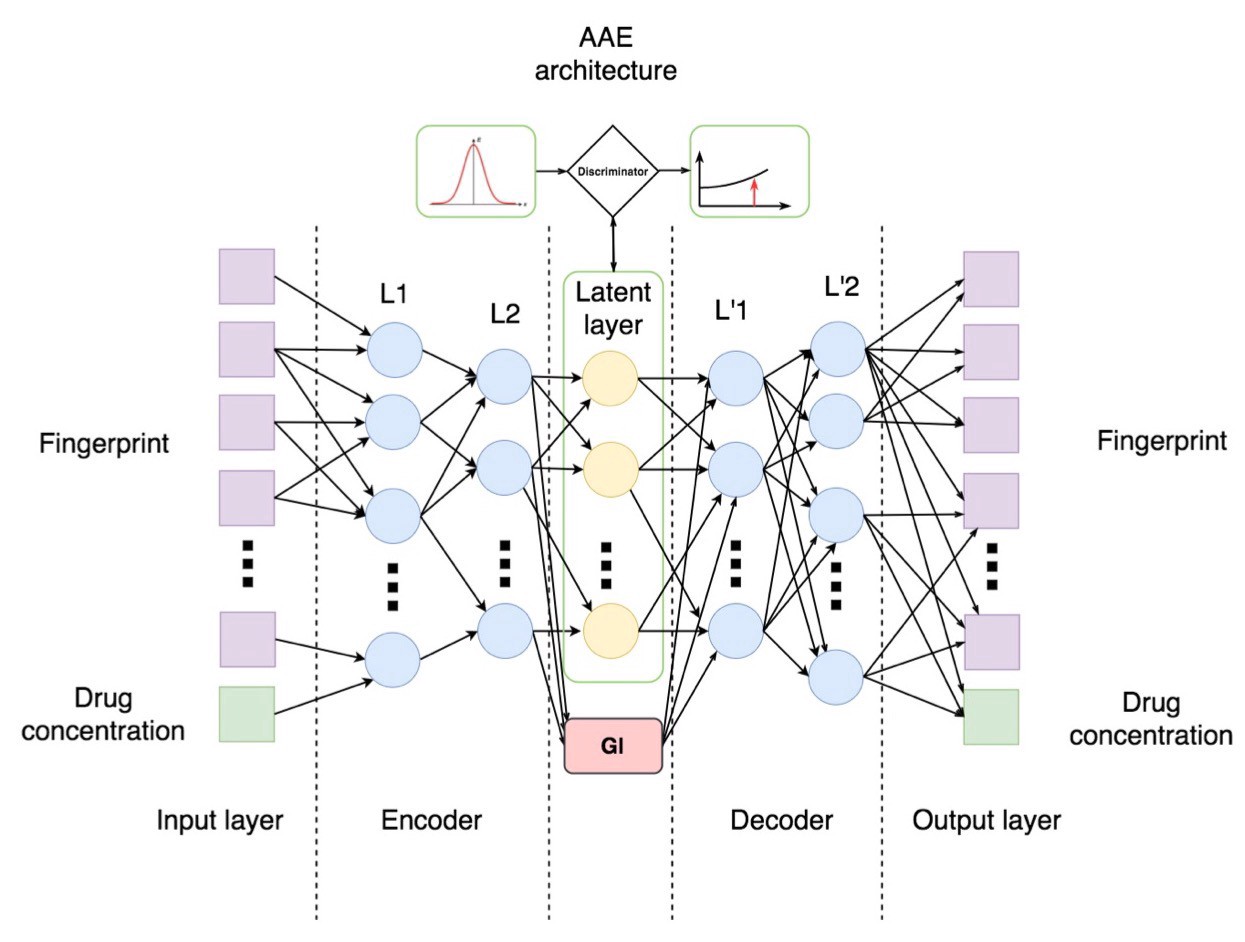 AAE
architecture
Discriminator
L1
L2
Latent
layer
L'1
L'2
Fingerprint
Fingerprint
GI
Drug
concentration
Drug
concentration
Input layer
Encoder
Decoder
Output layer